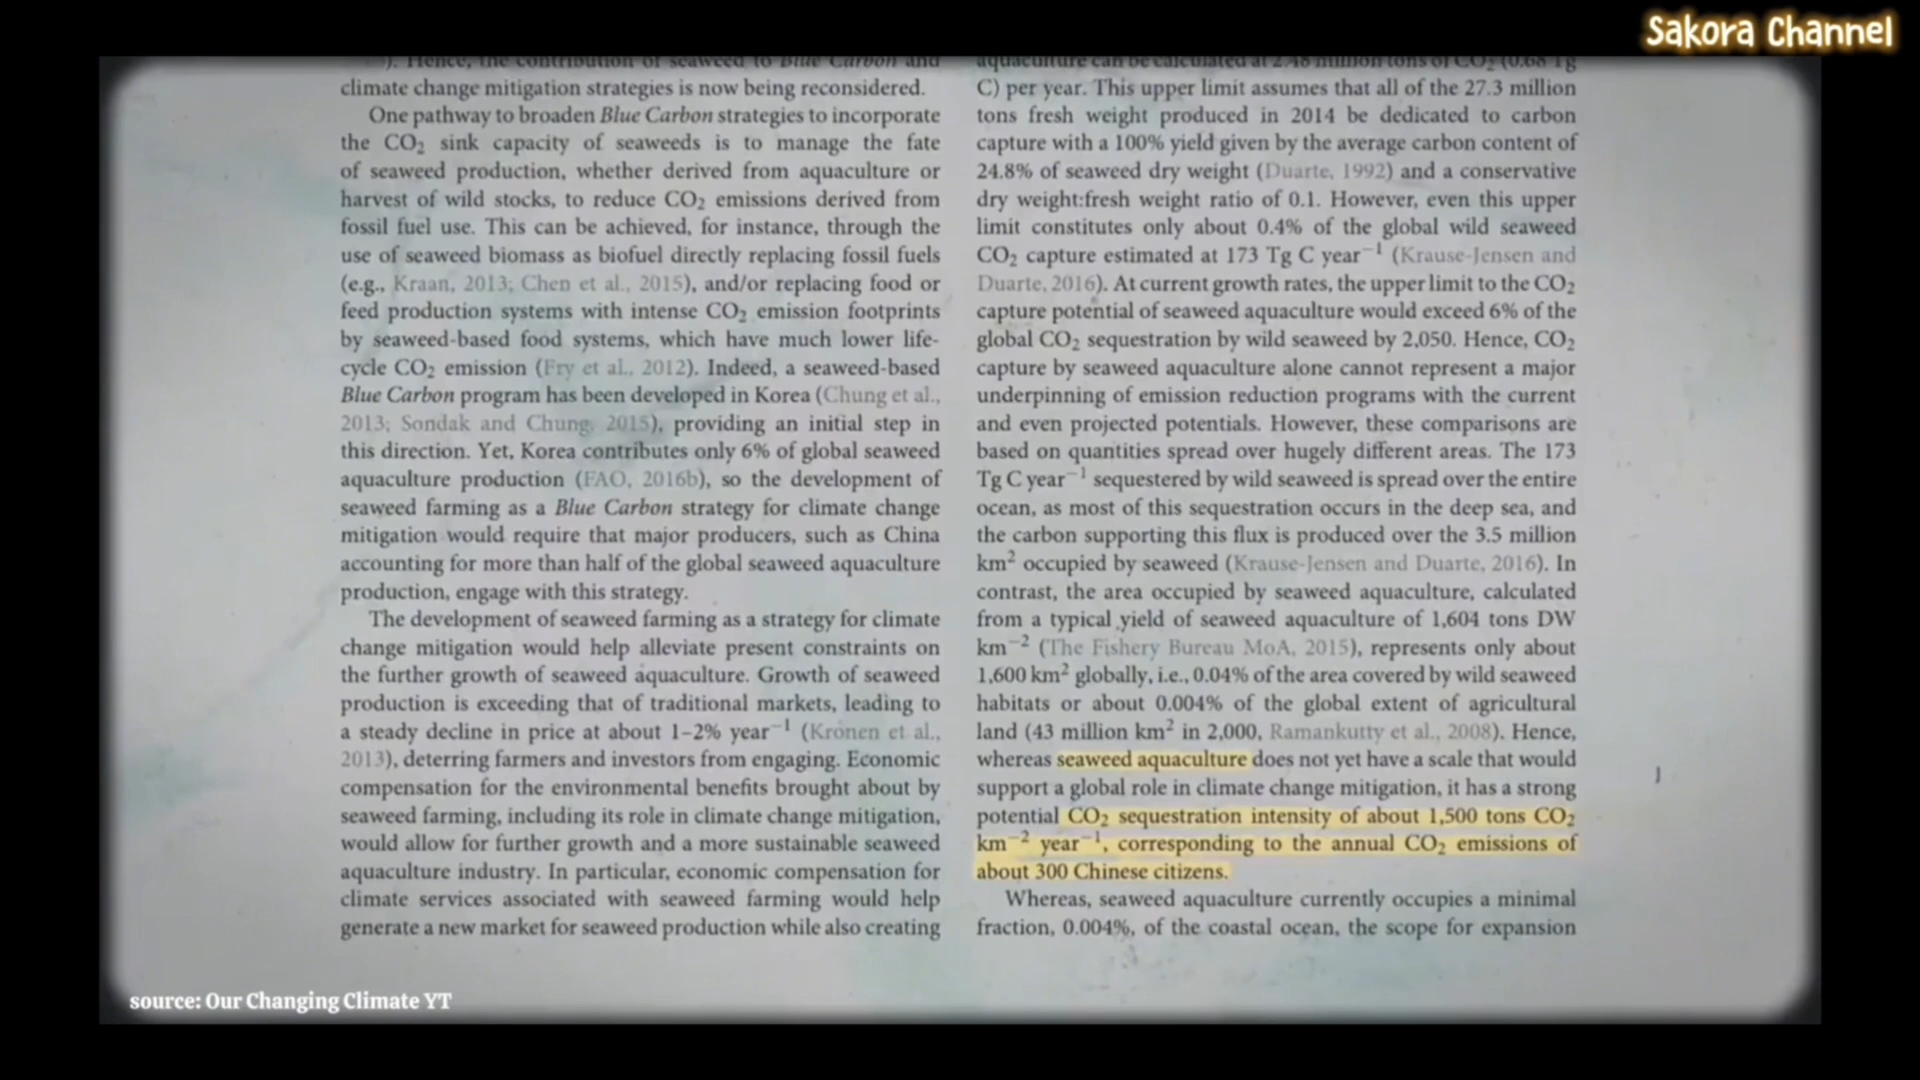 Sakora Channel
). Hence, the contribution of seaweed to Blue Carbon and
climate change mitigation strategies is now being reconsidered.
One pathway to broaden Blue Carbon strategies to incorporate
the CO₂ sink capacity of seaweeds is to manage the fate
of seaweed production, whether derived from aquaculture or
harvest of wild stocks, to reduce CO₂ emissions derived from
fossil fuel use. This can be achieved, for instance, through the
use of seaweed biomass as biofuel directly replacing fossil fuels
(e.g., Kraan, 2013; Chen et al., 2015), and/or replacing food or
feed production systems with intense CO₂ emission footprints
by seaweed-based food systems, which have much lower life-
cycle CO₂ emission (Fry et al., 2012). Indeed, a seaweed-based
Blue Carbon program has been developed in Korea (Chung et al.,
2013; Sondak and Chung, 2015), providing an initial step in
this direction. Yet, Korea contributes only 6% of global seaweed
aquaculture production (FAO, 2016b), so the development of
seaweed farming as a Blue Carbon strategy for climate change
mitigation would require that major producers, such as China
accounting for more than half of the global seaweed aquaculture
production, engage with this strategy.
The development of seaweed farming as a strategy for climate
change mitigation would help alleviate present constraints on
the further growth of seaweed aquaculture. Growth of seaweed
production is exceeding that of traditional markets, leading to
a steady decline in price at about 1–2% year⁻¹ (Kronen et al.,
2013), deterring farmers and investors from engaging. Economic
compensation for the environmental benefits brought about by
seaweed farming, including its role in climate change mitigation,
would allow for further growth and a more sustainable seaweed
aquaculture industry. In particular, economic compensation for
climate services associated with seaweed farming would help
generate a new market for seaweed production while also creating
aquaculture can be calculated at 2.48 million tons of CO₂ (0.68 Tg
C) per year. This upper limit assumes that all of the 27.3 million
tons fresh weight produced in 2014 be dedicated to carbon
capture with a 100% yield given by the average carbon content of
24.8% of seaweed dry weight (Duarte, 1992) and a conservative
dry weight:fresh weight ratio of 0.1. However, even this upper
limit constitutes only about 0.4% of the global wild seaweed
CO₂ capture estimated at 173 Tg C year⁻¹ (Krause-Jensen and
Duarte, 2016). At current growth rates, the upper limit to the CO₂
capture potential of seaweed aquaculture would exceed 6% of the
global CO₂ sequestration by wild seaweed by 2,050. Hence, CO₂
capture by seaweed aquaculture alone cannot represent a major
underpinning of emission reduction programs with the current
and even projected potentials. However, these comparisons are
based on quantities spread over hugely different areas. The 173
Tg C year⁻¹ sequestered by wild seaweed is spread over the entire
ocean, as most of this sequestration occurs in the deep sea, and
the carbon supporting this flux is produced over the 3.5 million
km² occupied by seaweed (Krause-Jensen and Duarte, 2016). In
contrast, the area occupied by seaweed aquaculture, calculated
from a typical yield of seaweed aquaculture of 1,604 tons DW
km⁻² (The Fishery Bureau MoA, 2015), represents only about
1,600 km² globally, i.e., 0.04% of the area covered by wild seaweed
habitats or about 0.004% of the global extent of agricultural
land (43 million km² in 2,000, Ramankutty et al., 2008). Hence,
whereas seaweed aquaculture does not yet have a scale that would
support a global role in climate change mitigation, it has a strong
potential CO₂ sequestration intensity of about 1,500 tons CO₂
km⁻² year⁻¹, corresponding to the annual CO₂ emissions of
about 300 Chinese citizens.
Whereas, seaweed aquaculture currently occupies a minimal
fraction, 0.004%, of the coastal ocean, the scope for expansion
source: Our Changing Climate YT